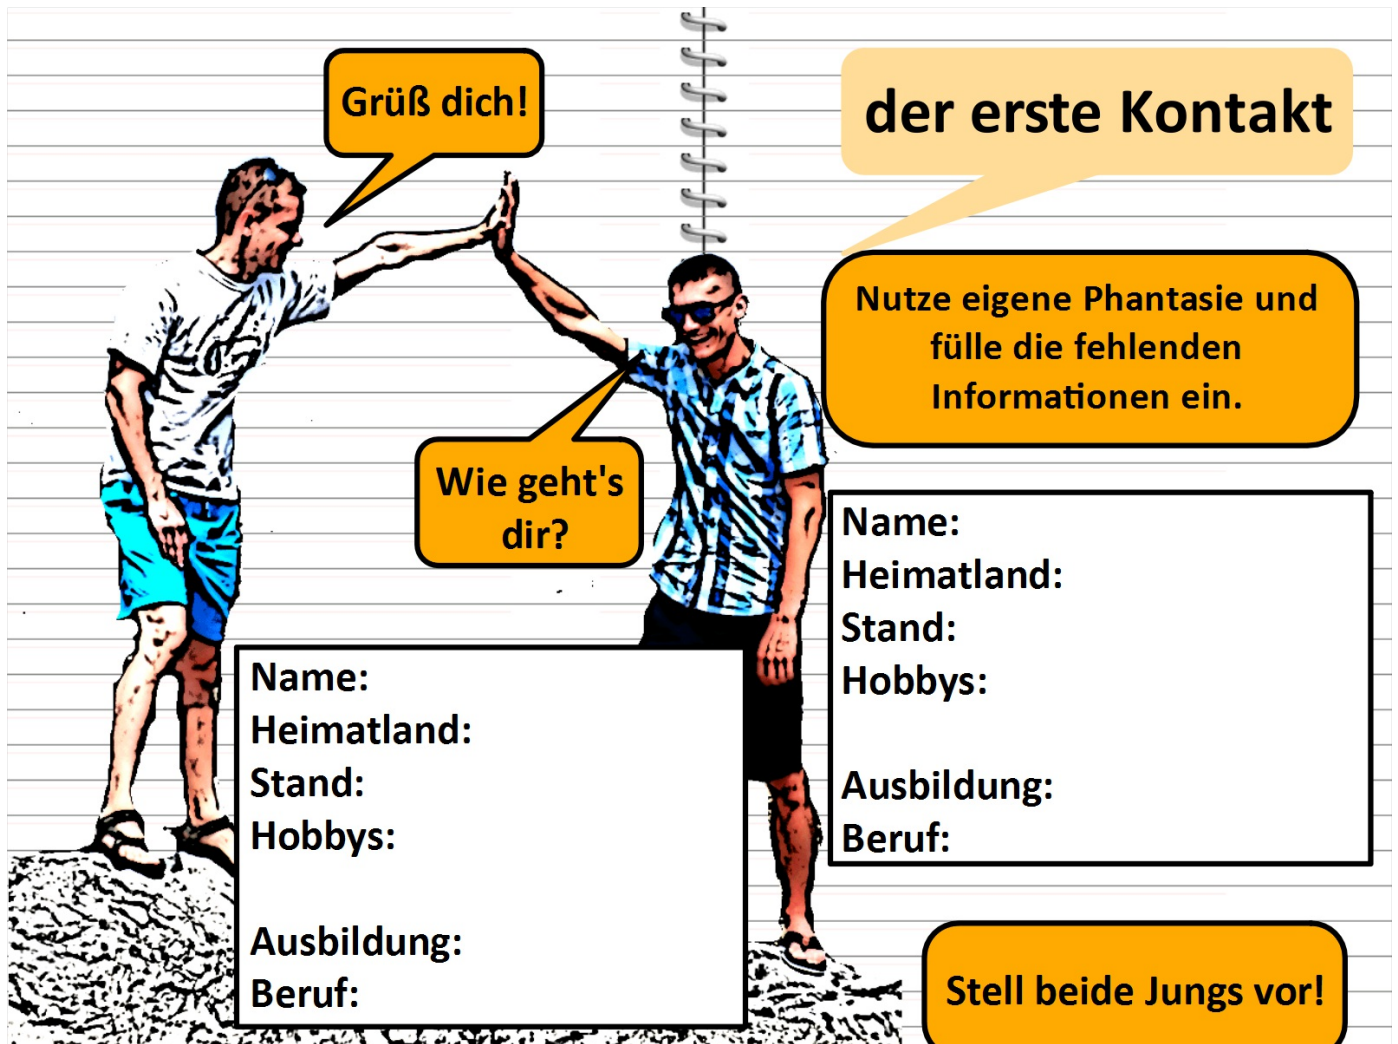 Grüß dich!
der erste Kontakt
Nutze eigene Phantasie und
fülle die fehlenden
Informationen ein.
Wie geht's
dir?
Name:
Heimatland:
Stand:
Hobbys:
Ausbildung:
Beruf:
Name:
Heimatland:
Stand:
Hobbys:
Ausbildung:
Beruf:
Stell beide Jungs vor!